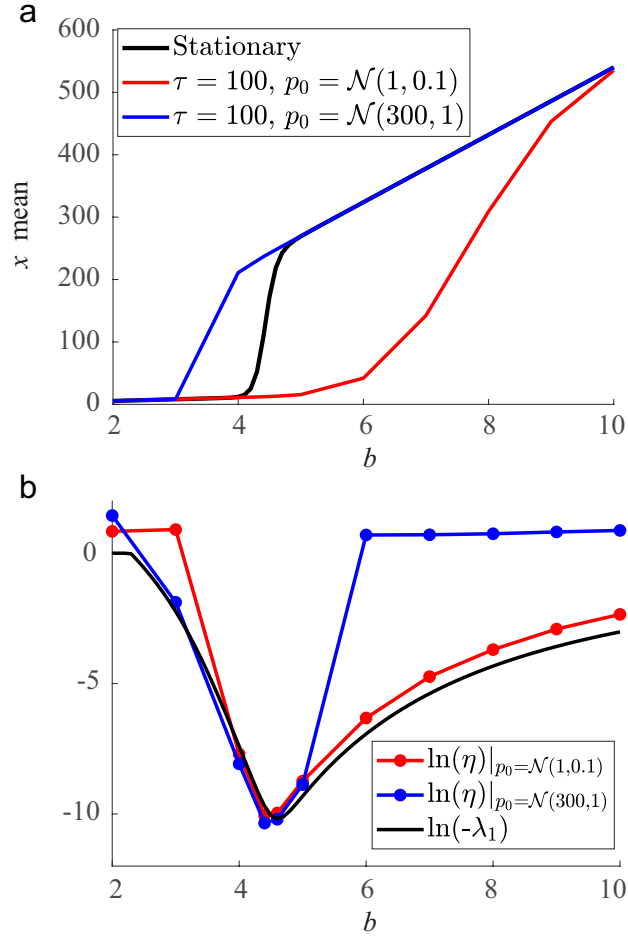 a
600
500
400
300
200
100
0
x mean
Stationary
τ = 100, p₀ = 𝒩(1, 0.1)
τ = 100, p₀ = 𝒩(300, 1)
2 4 6 8 10
b
b
0
-5
-10
ln(η)|p₀=𝒩(1,0.1)
ln(η)|p₀=𝒩(300,1)
ln(-λ₁)
2 4 6 8 10
b